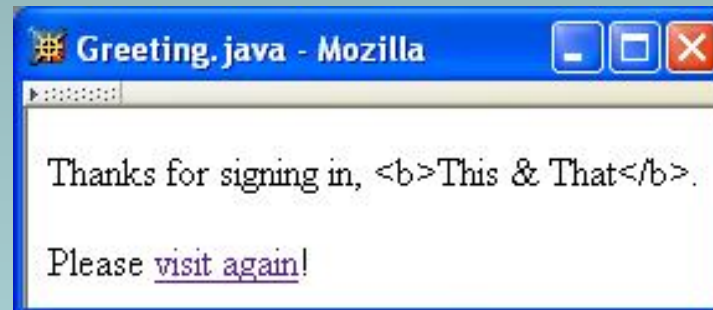 Greeting.java - Mozilla
Thanks for signing in, <b>This & That</b>.
Please visit again!